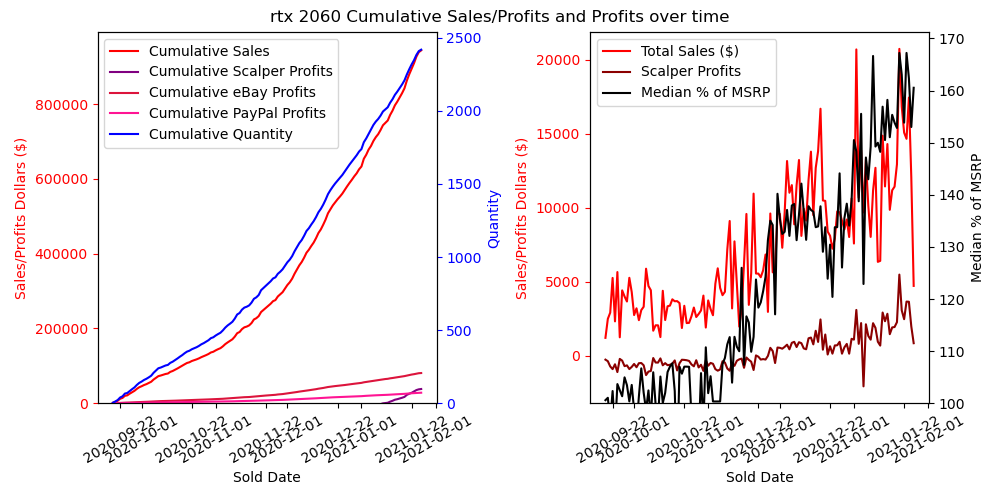 rtx 2060 Cumulative Sales/Profits and Profits over time
Cumulative Sales
Cumulative Scalper Profits
Cumulative eBay Profits
Cumulative PayPal Profits
Cumulative Quantity
Sales/Profits Dollars ($)
800000
600000
400000
200000
0
2500
2000
1500
1000
500
0
Quantity
2020-09-22
2020-10-01
2020-10-22
2020-11-01
2020-11-22
2020-12-01
2020-12-22
2021-01-01
2021-01-22
2021-02-01
Sold Date
Total Sales ($)
Scalper Profits
Median % of MSRP
Sales/Profits Dollars ($)
20000
15000
10000
5000
0
170
160
150
140
130
120
110
100
Median % of MSRP
2020-09-22
2020-10-01
2020-10-22
2020-11-01
2020-11-22
2020-12-01
2020-12-22
2021-01-01
2021-01-22
2021-02-01
Sold Date